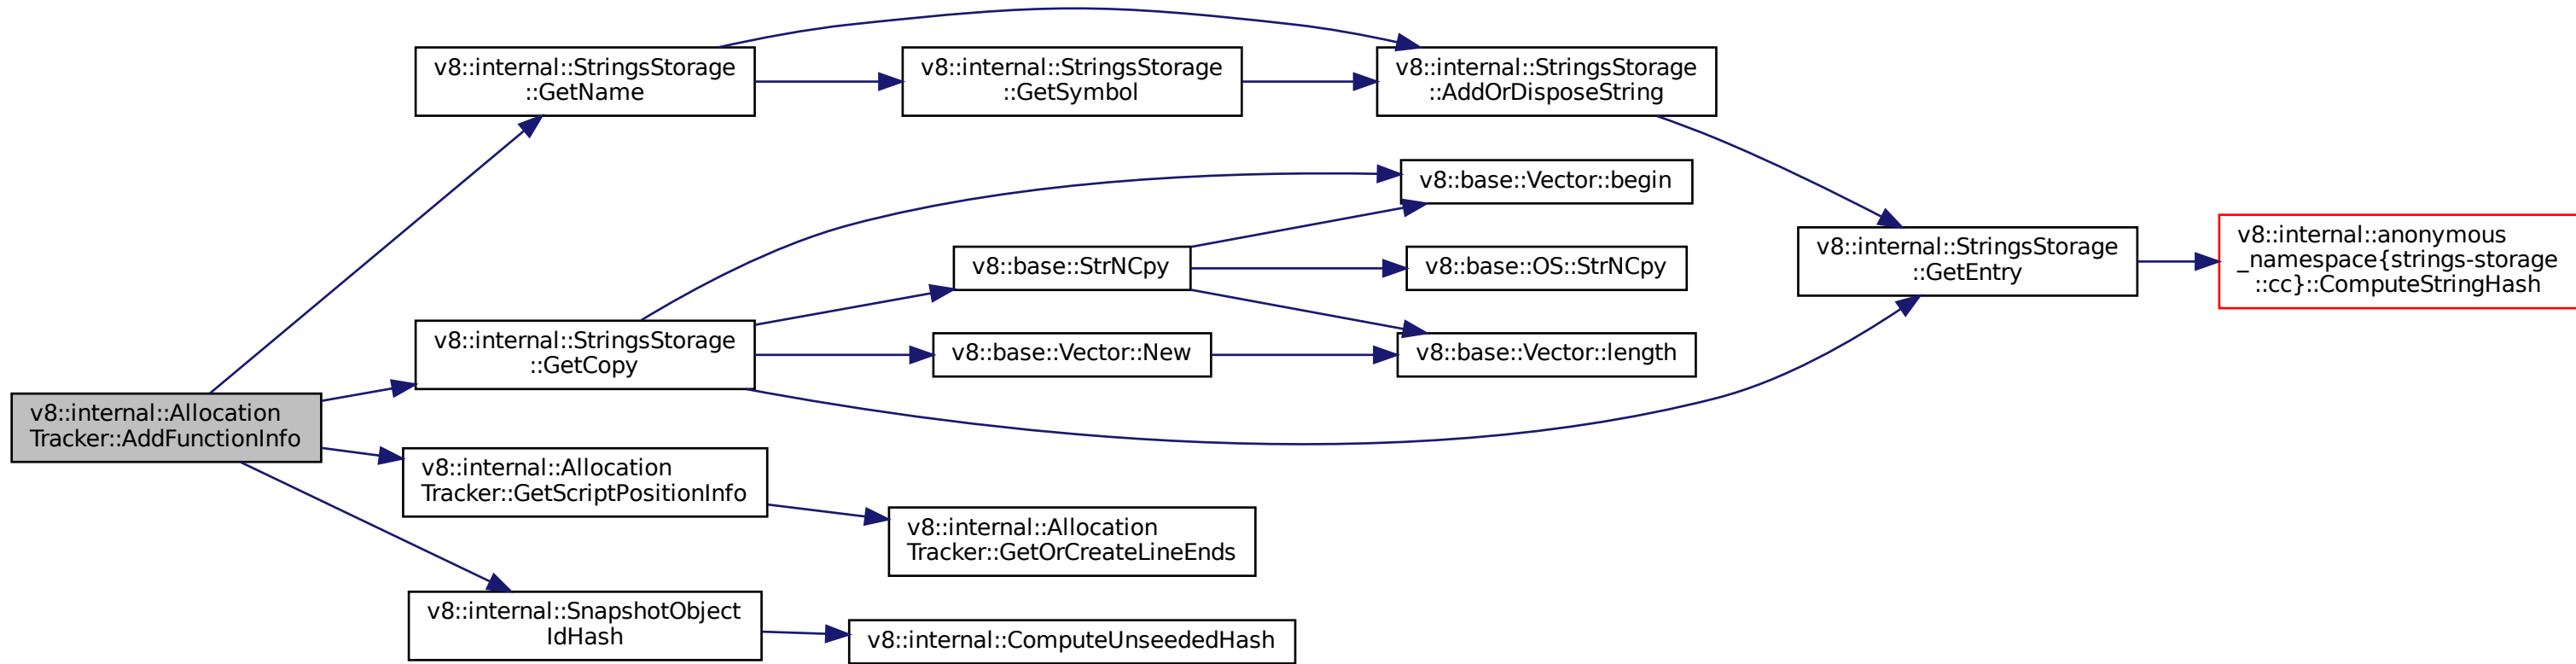 v8::internal::StringsStorage
::GetName
v8::internal::StringsStorage
::GetSymbol
v8::internal::StringsStorage
::AddOrDisposeString
v8::base::Vector::begin
v8::internal::StringsStorage
::GetEntry
v8::internal::anonymous
_namespace{strings-storage
::cc}::ComputeStringHash
v8::base::StrNCpy
v8::base::OS::StrNCpy
v8::internal::StringsStorage
::GetCopy
v8::base::Vector::New
v8::base::Vector::length
v8::internal::Allocation
Tracker::AddFunctionInfo
v8::internal::Allocation
Tracker::GetScriptPositionInfo
v8::internal::Allocation
Tracker::GetOrCreateLineEnds
v8::internal::SnapshotObject
IdHash
v8::internal::ComputeUnseededHash